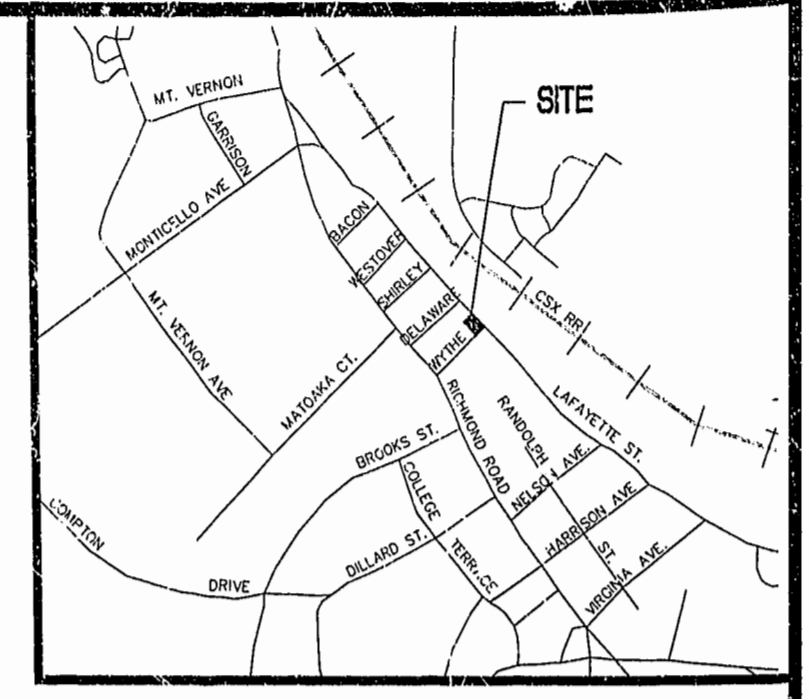 MT. VERNON
SITE
GARRISON
MONTICELLO AVE
BACON
WESTOVER
SHIRLEY
DELAWARE
WYTHE
CSX RR
MT. VERNON AVE
MATOAKA CT.
LAFAYETTE ST.
RICHMOND ROAD
RANDOLPH ST.
BROOKS ST.
NELSON AVE.
COLLEGE TERRACE
HARRISON AVE
COMPTON DRIVE
DILLARD ST.
VIRGINIA AVE.